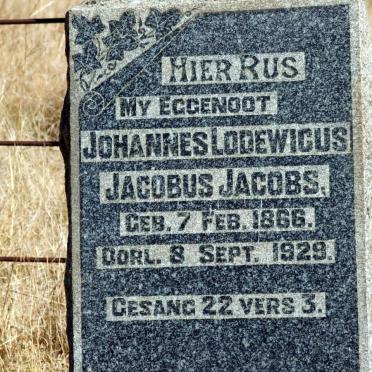 HIER RUS
MY EGGENOOT
JOHANNES LODEWICUS
JACOBUS JACOBS.
GEB. 7 FEB. 1866.
OORL. 8 SEPT. 1929.
GESANG 22 VERS 3.